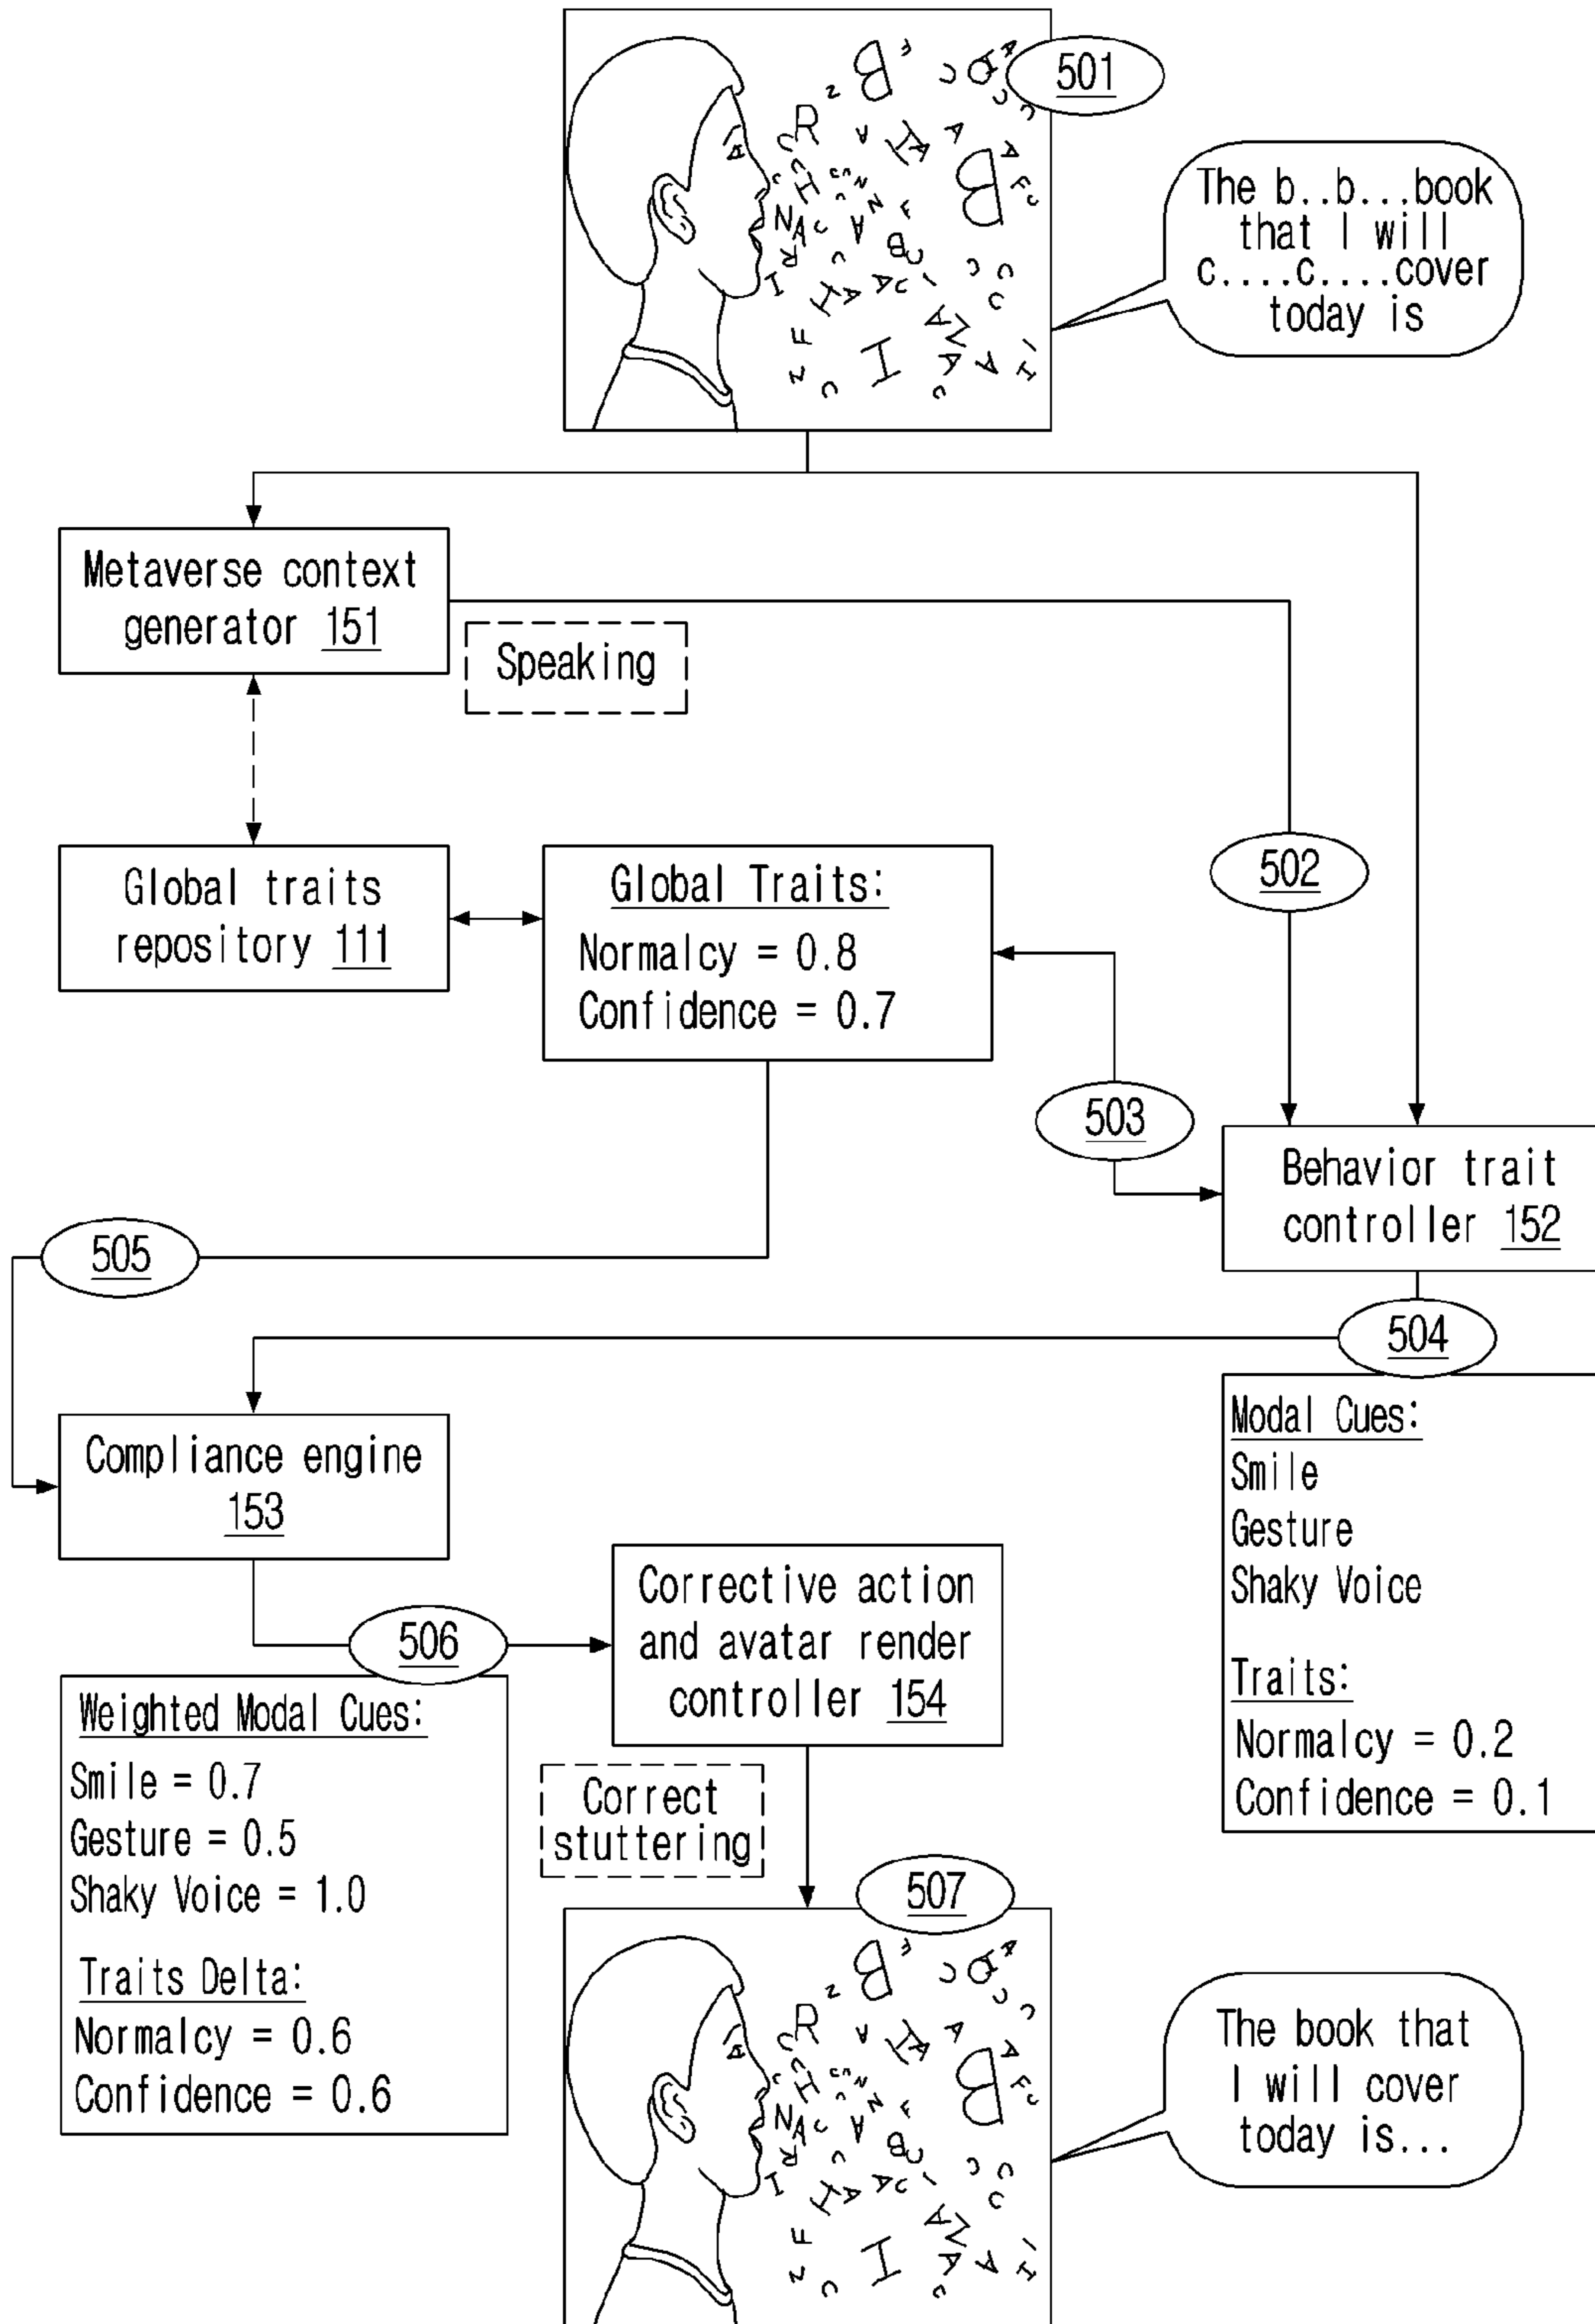 501
The b..b...book
that I will
c....c....cover
today is
Metaverse context
generator 151
Speaking
Global traits
repository 111
Global Traits:
Normalcy = 0.8
Confidence = 0.7
502
503
Behavior trait
controller 152
505
504
Compliance engine
153
Modal Cues:
Smile
Gesture
Shaky Voice
Traits:
Normalcy = 0.2
Confidence = 0.1
506
Corrective action
and avatar render
controller 154
Weighted Modal Cues:
Smile = 0.7
Gesture = 0.5
Shaky Voice = 1.0
Traits Delta:
Normalcy = 0.6
Confidence = 0.6
Correct
stuttering
507
The book that
I will cover
today is...